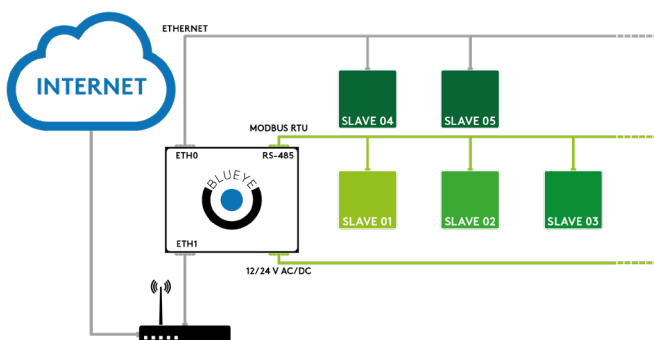 ETHERNET
INTERNET
SLAVE 04
SLAVE 05
MODBUS RTU
ETH0
RS-485
BLUEYE
SLAVE 01
SLAVE 02
SLAVE 03
ETH1
12/24 V AC/DC